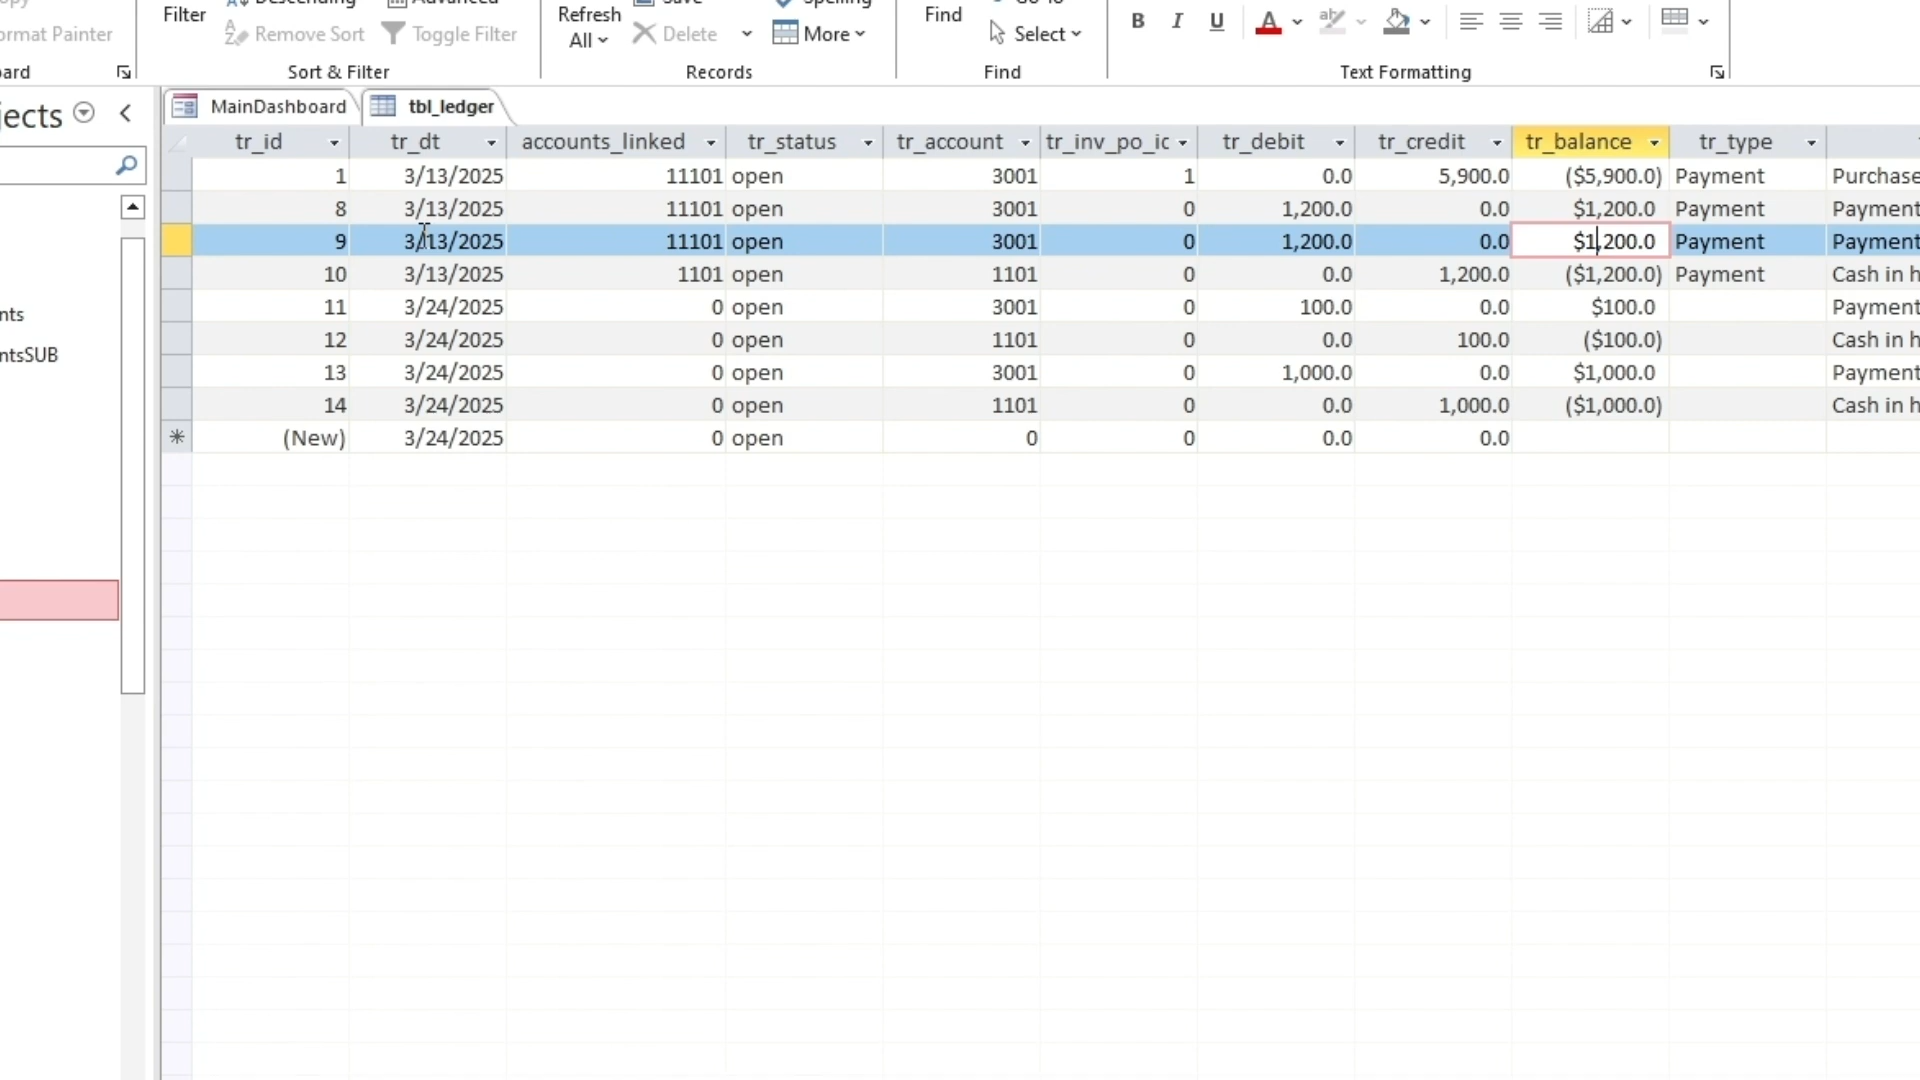 Filter
Descending
Advanced
Save
Spelling
Go To
Format Painter
Remove Sort
Toggle Filter
Refresh All
Delete
More
Find
Select
B I U A
Sort & Filter
Records
Find
Text Formatting
MainDashboard
tbl_ledger
tr_id tr_dt accounts_linked tr_status tr_account tr_inv_po_ic tr_debit tr_credit tr_balance tr_type
1 3/13/2025 11101 open 3001 1 0.0 5,900.0 ($5,900.0) Payment Purchase
8 3/13/2025 11101 open 3001 0 1,200.0 0.0 $1,200.0 Payment Payment
9 3/13/2025 11101 open 3001 0 1,200.0 0.0 $1,200.0 Payment Payment
10 3/13/2025 1101 open 1101 0 0.0 1,200.0 ($1,200.0) Payment Cash in h
11 3/24/2025 0 open 3001 0 100.0 0.0 $100.0 Payment
12 3/24/2025 0 open 1101 0 0.0 100.0 ($100.0) Cash in h
13 3/24/2025 0 open 3001 0 1,000.0 0.0 $1,000.0 Payment
14 3/24/2025 0 open 1101 0 0.0 1,000.0 ($1,000.0) Cash in h
(New) 3/24/2025 0 open 0 0 0.0 0.0
jects
nts
ntsSUB